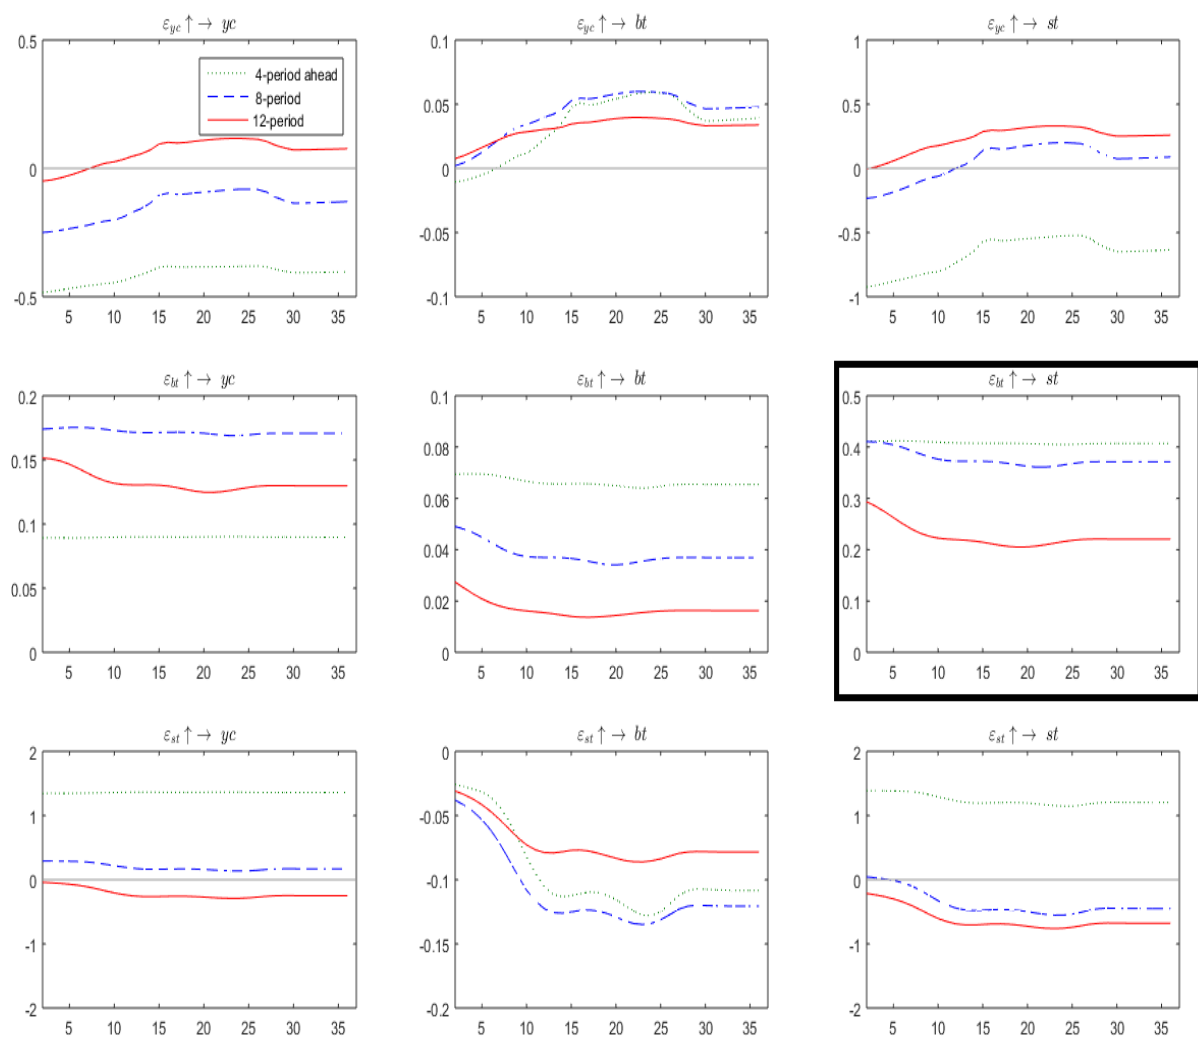 ε_yc ↑ → yc
0.5
0
-0.5
5 10 15 20 25 30 35
4-period ahead
8-period
12-period
ε_yc ↑ → bt
0.1
0.05
0
-0.05
-0.1
5 10 15 20 25 30 35
ε_yc ↑ → st
1
0.5
0
-0.5
-1
5 10 15 20 25 30 35
ε_bt ↑ → yc
0.2
0.15
0.1
0.05
0
5 10 15 20 25 30 35
ε_bt ↑ → bt
0.1
0.08
0.06
0.04
0.02
0
5 10 15 20 25 30 35
ε_bt ↑ → st
0.5
0.4
0.3
0.2
0.1
0
5 10 15 20 25 30 35
ε_st ↑ → yc
2
1
0
-1
-2
5 10 15 20 25 30 35
ε_st ↑ → bt
0
-0.05
-0.1
-0.15
-0.2
5 10 15 20 25 30 35
ε_st ↑ → st
2
1
0
-1
-2
5 10 15 20 25 30 35